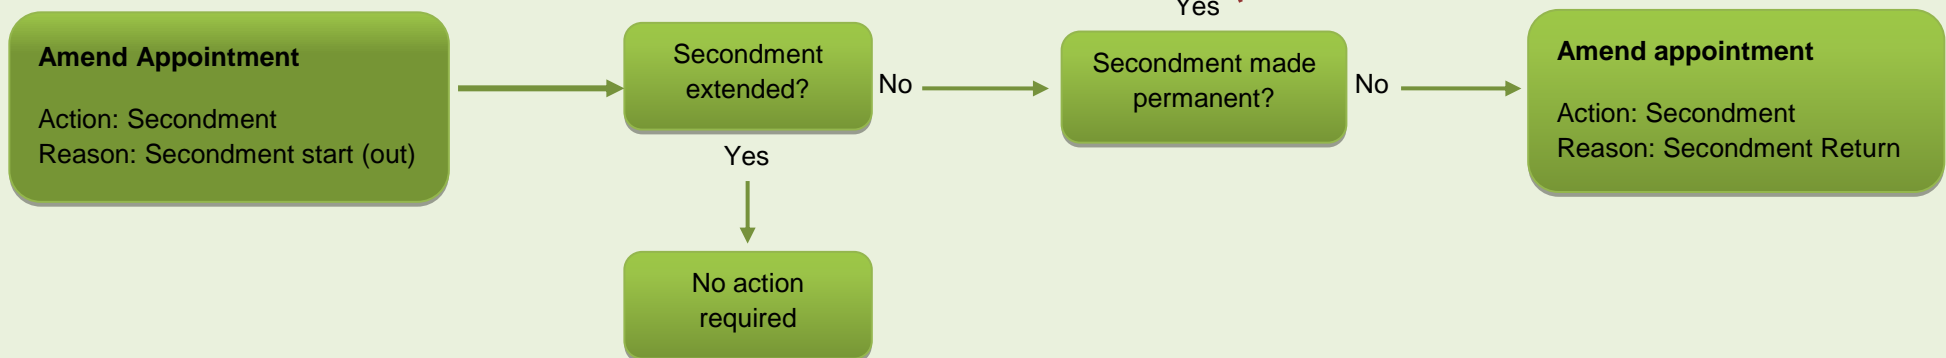 Yes
Amend Appointment
Action: Secondment
Reason: Secondment start (out)
Secondment
extended?
No
Yes
No action
required
Secondment made
permanent?
No
Amend appointment
Action: Secondment
Reason: Secondment Return